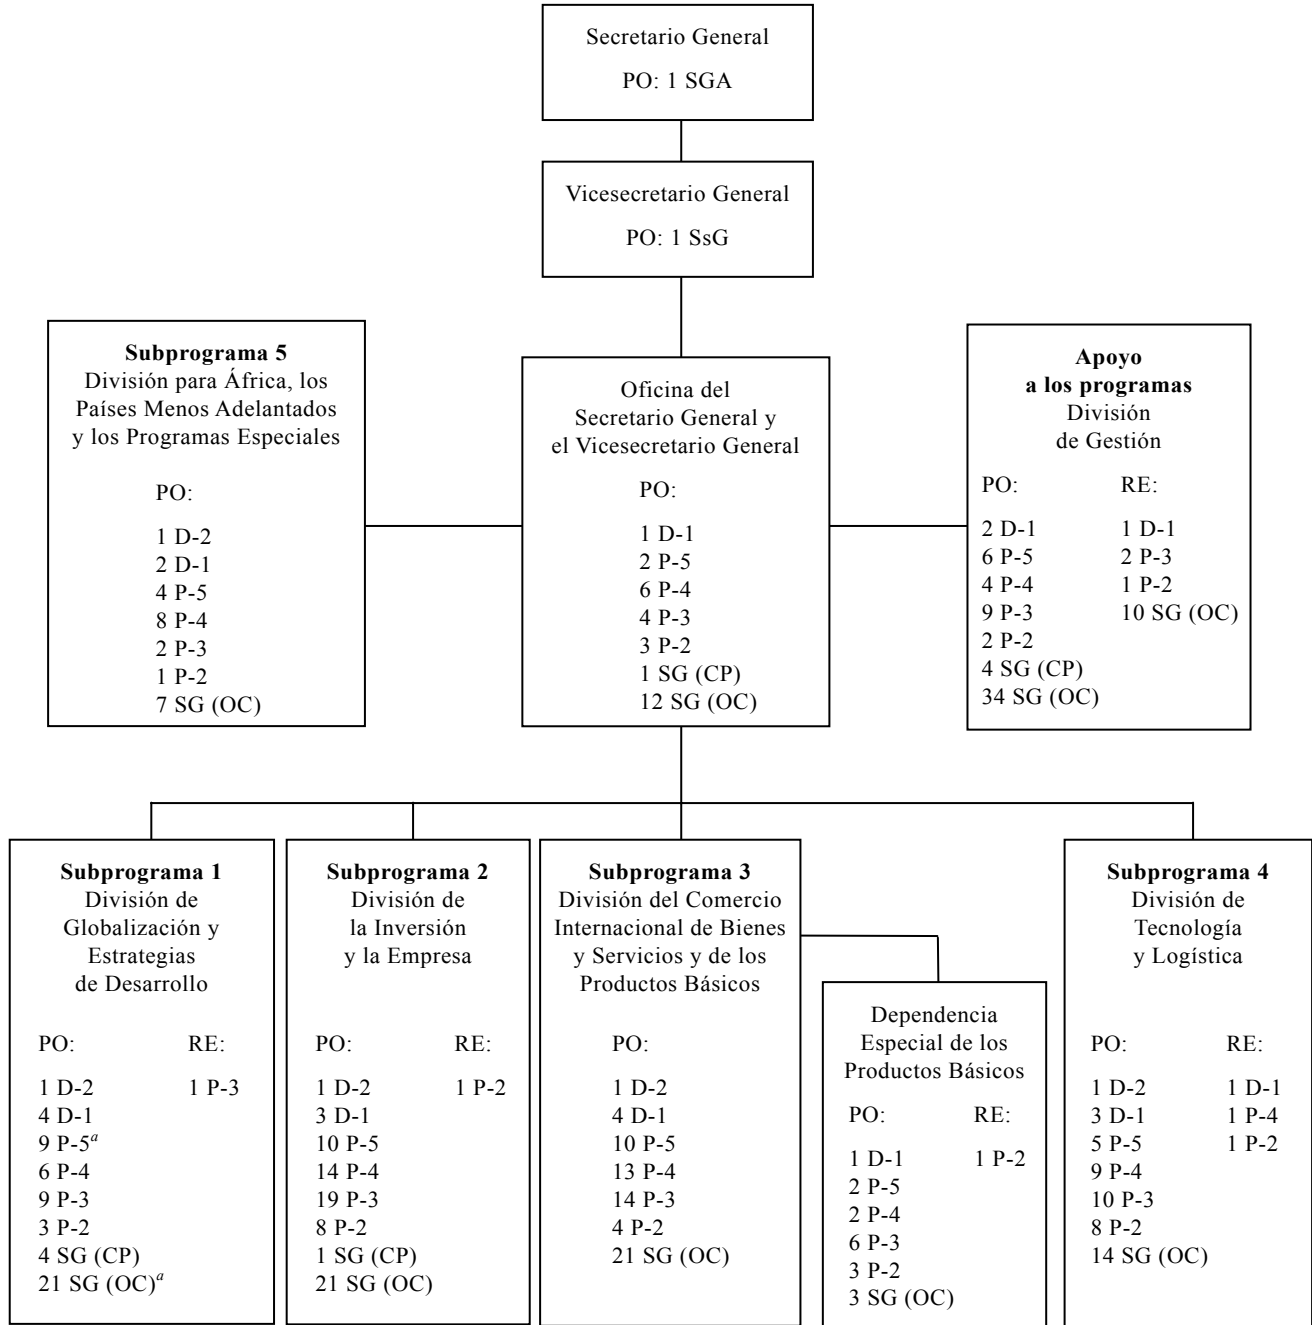 Secretario General
PO: 1 SGA
Vicesecretario General
PO: 1 SsG
Subprograma 5
División para África, los
Países Menos Adelantados
y los Programas Especiales
PO:
1 D-2
2 D-1
4 P-5
8 P-4
2 P-3
1 P-2
7 SG (OC)
Oficina del
Secretario General y
el Vicesecretario General
PO:
1 D-1
2 P-5
6 P-4
4 P-3
3 P-2
1 SG (CP)
12 SG (OC)
Apoyo
a los programas
División
de Gestión
PO: RE:
2 D-1 1 D-1
6 P-5 2 P-3
4 P-4 1 P-2
9 P-3 10 SG (OC)
2 P-2
4 SG (CP)
34 SG (OC)
Subprograma 1
División de
Globalización y
Estrategias
de Desarrollo
PO: RE:
1 D-2 1 P-3
4 D-1
9 P-5a
6 P-4
9 P-3
3 P-2
4 SG (CP)
21 SG (OC)a
Subprograma 2
División de
la Inversión
y la Empresa
PO: RE:
1 D-2 1 P-2
3 D-1
10 P-5
14 P-4
19 P-3
8 P-2
1 SG (CP)
21 SG (OC)
Subprograma 3
División del Comercio
Internacional de Bienes
y Servicios y de los
Productos Básicos
PO:
1 D-2
4 D-1
10 P-5
13 P-4
14 P-3
4 P-2
21 SG (OC)
Dependencia
Especial de los
Productos Básicos
PO: RE:
1 D-1 1 P-2
2 P-5
2 P-4
6 P-3
3 P-2
3 SG (OC)
Subprograma 4
División de
Tecnología
y Logística
PO: RE:
1 D-2 1 D-1
3 D-1 1 P-4
5 P-5 1 P-2
9 P-4
10 P-3
8 P-2
14 SG (OC)